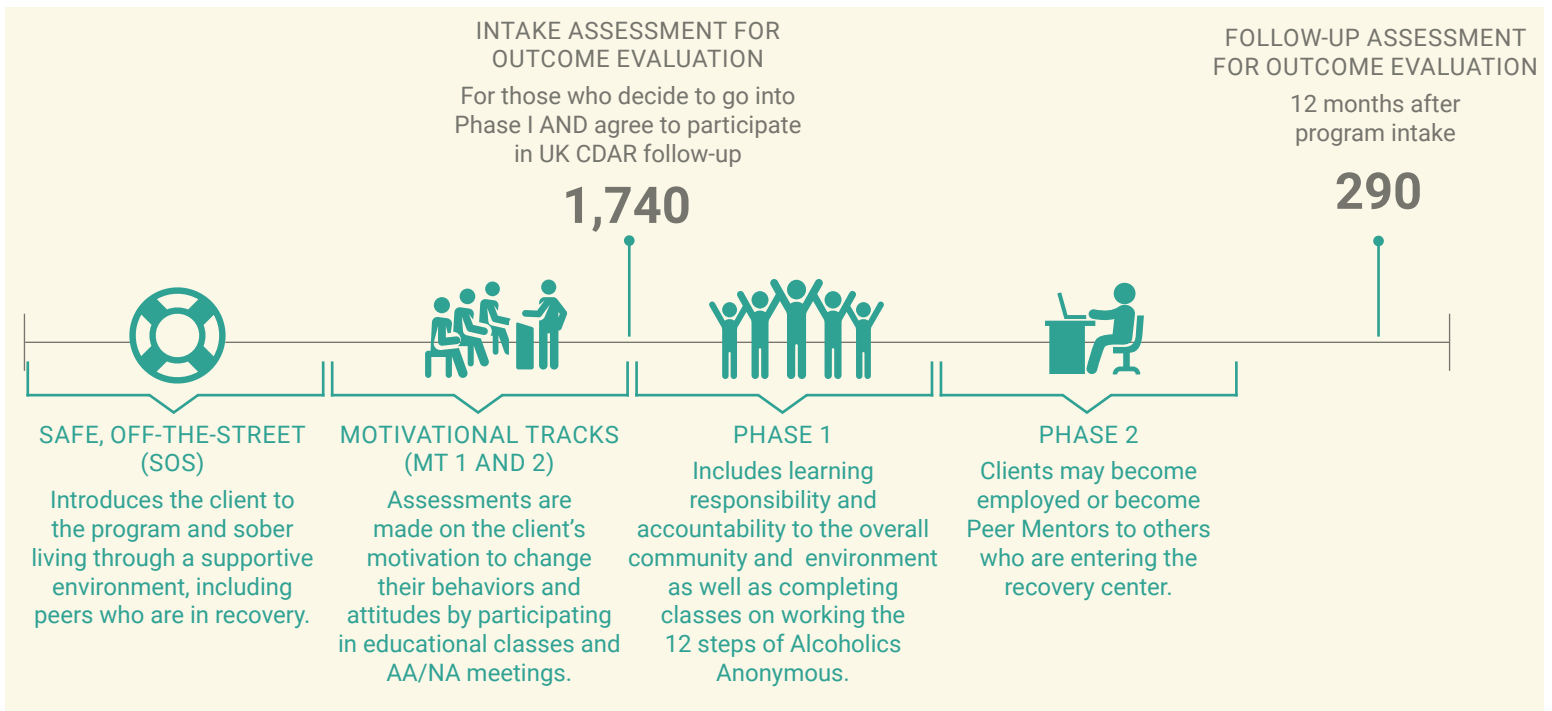 INTAKE ASSESSMENT FOR
OUTCOME EVALUATION
For those who decide to go into
Phase I AND agree to participate
in UK CDAR follow-up
1,740
FOLLOW-UP ASSESSMENT
FOR OUTCOME EVALUATION
12 months after
program intake
290
SAFE, OFF-THE-STREET
(SOS)
Introduces the client to
the program and sober
living through a supportive
environment, including
peers who are in recovery.
MOTIVATIONAL TRACKS
(MT 1 AND 2)
Assessments are
made on the client’s
motivation to change
their behaviors and
attitudes by participating
in educational classes and
AA/NA meetings.
PHASE 1
Includes learning
responsibility and
accountability to the overall
community and environment
as well as completing
classes on working the
12 steps of Alcoholics
Anonymous.
PHASE 2
Clients may become
employed or become
Peer Mentors to others
who are entering the
recovery center.